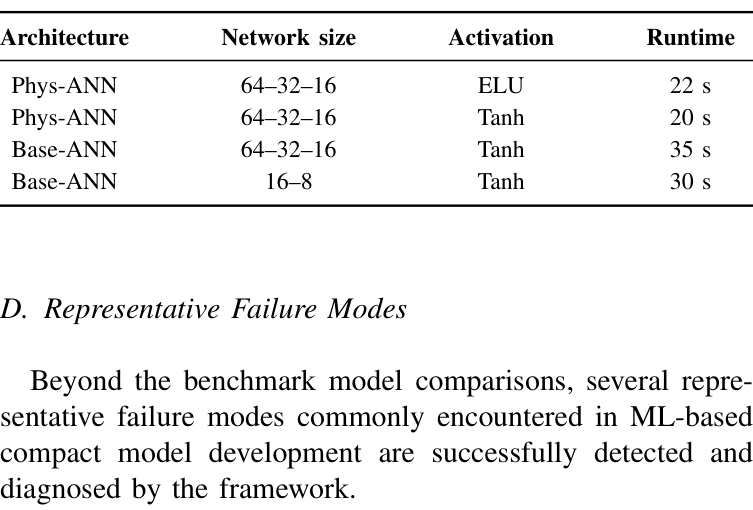 Architecture Network size Activation Runtime
Phys-ANN 64–32–16 ELU 22 s
Phys-ANN 64–32–16 Tanh 20 s
Base-ANN 64–32–16 Tanh 35 s
Base-ANN 16–8 Tanh 30 s
D. Representative Failure Modes
Beyond the benchmark model comparisons, several repre-
sentative failure modes commonly encountered in ML-based
compact model development are successfully detected and
diagnosed by the framework.